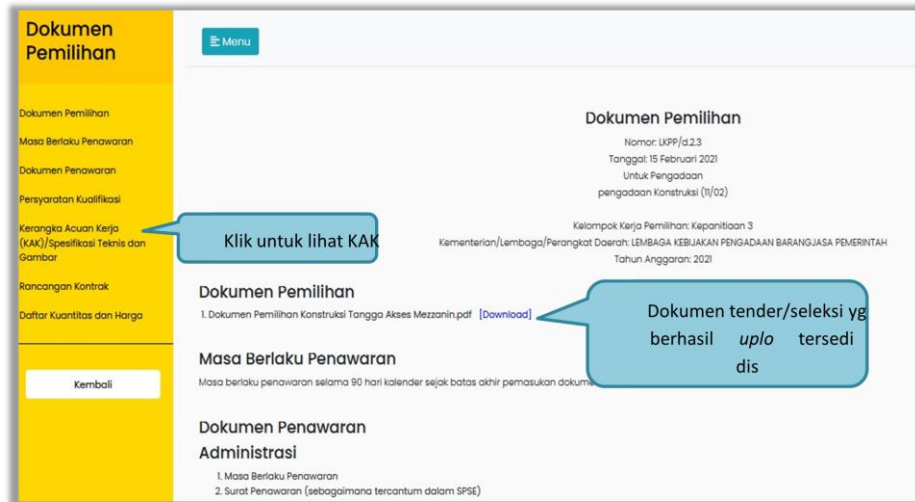 Dokumen
Pemilihan
Menu
Dokumen Pemilihan
Masa Berlaku Penawaran
Dokumen Penawaran
Persyaratan Kualifikasi
Kerangka Acuan Kerja
(KAK)/Spesifikasi Teknis dan
Gambar
Rancangan Kontrak
Daftar Kuantitas dan Harga
Kembali
Klik untuk lihat KAK
Dokumen Pemilihan
Nomor: LKPP/d.2.3
Tanggal: 15 Februari 2021
Untuk Pengadaan
pengadaan Konstruksi (11/02)
Kelompok Kerja Pemilihan: Kepanitiaan 3
Kementerian/Lembaga/Perangkat Daerah: LEMBAGA KEBIJAKAN PENGADAAN BARANGJASA PEMERINTAH
Tahun Anggaran: 2021
Dokumen Pemilihan
1. Dokumen Pemilihan Konstruksi Tangga Akses Mezzanin.pdf [Download]
Dokumen tender/seleksi yg
berhasil uplo tersedi
dis
Masa Berlaku Penawaran
Masa berlaku penawaran selama 90 hari kalender sejak batas akhir pemasukan dokume
Dokumen Penawaran
Administrasi
1. Masa Berlaku Penawaran
2. Surat Penawaran (sebagaimana tercantum dalam SPSE)